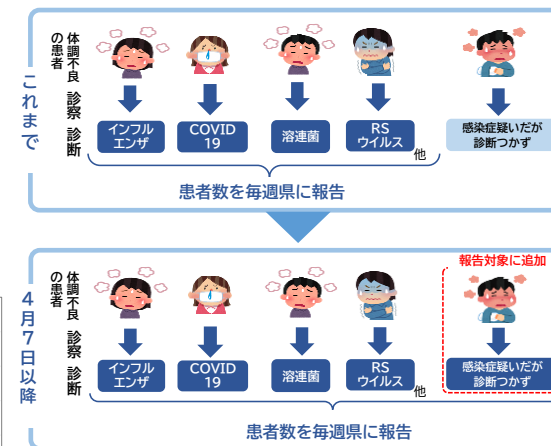 これまで
体調不良
の患者
診察
診断
インフル
エンザ
COVID
19
溶連菌
RS
ウイルス
他
感染症疑いだが
診断つかず
患者数を毎週県に報告
4月7日以降
報告対象に追加
体調不良
の患者
診察
診断
インフル
エンザ
COVID
19
溶連菌
RS
ウイルス
他
感染症疑いだが
診断つかず
患者数を毎週県に報告